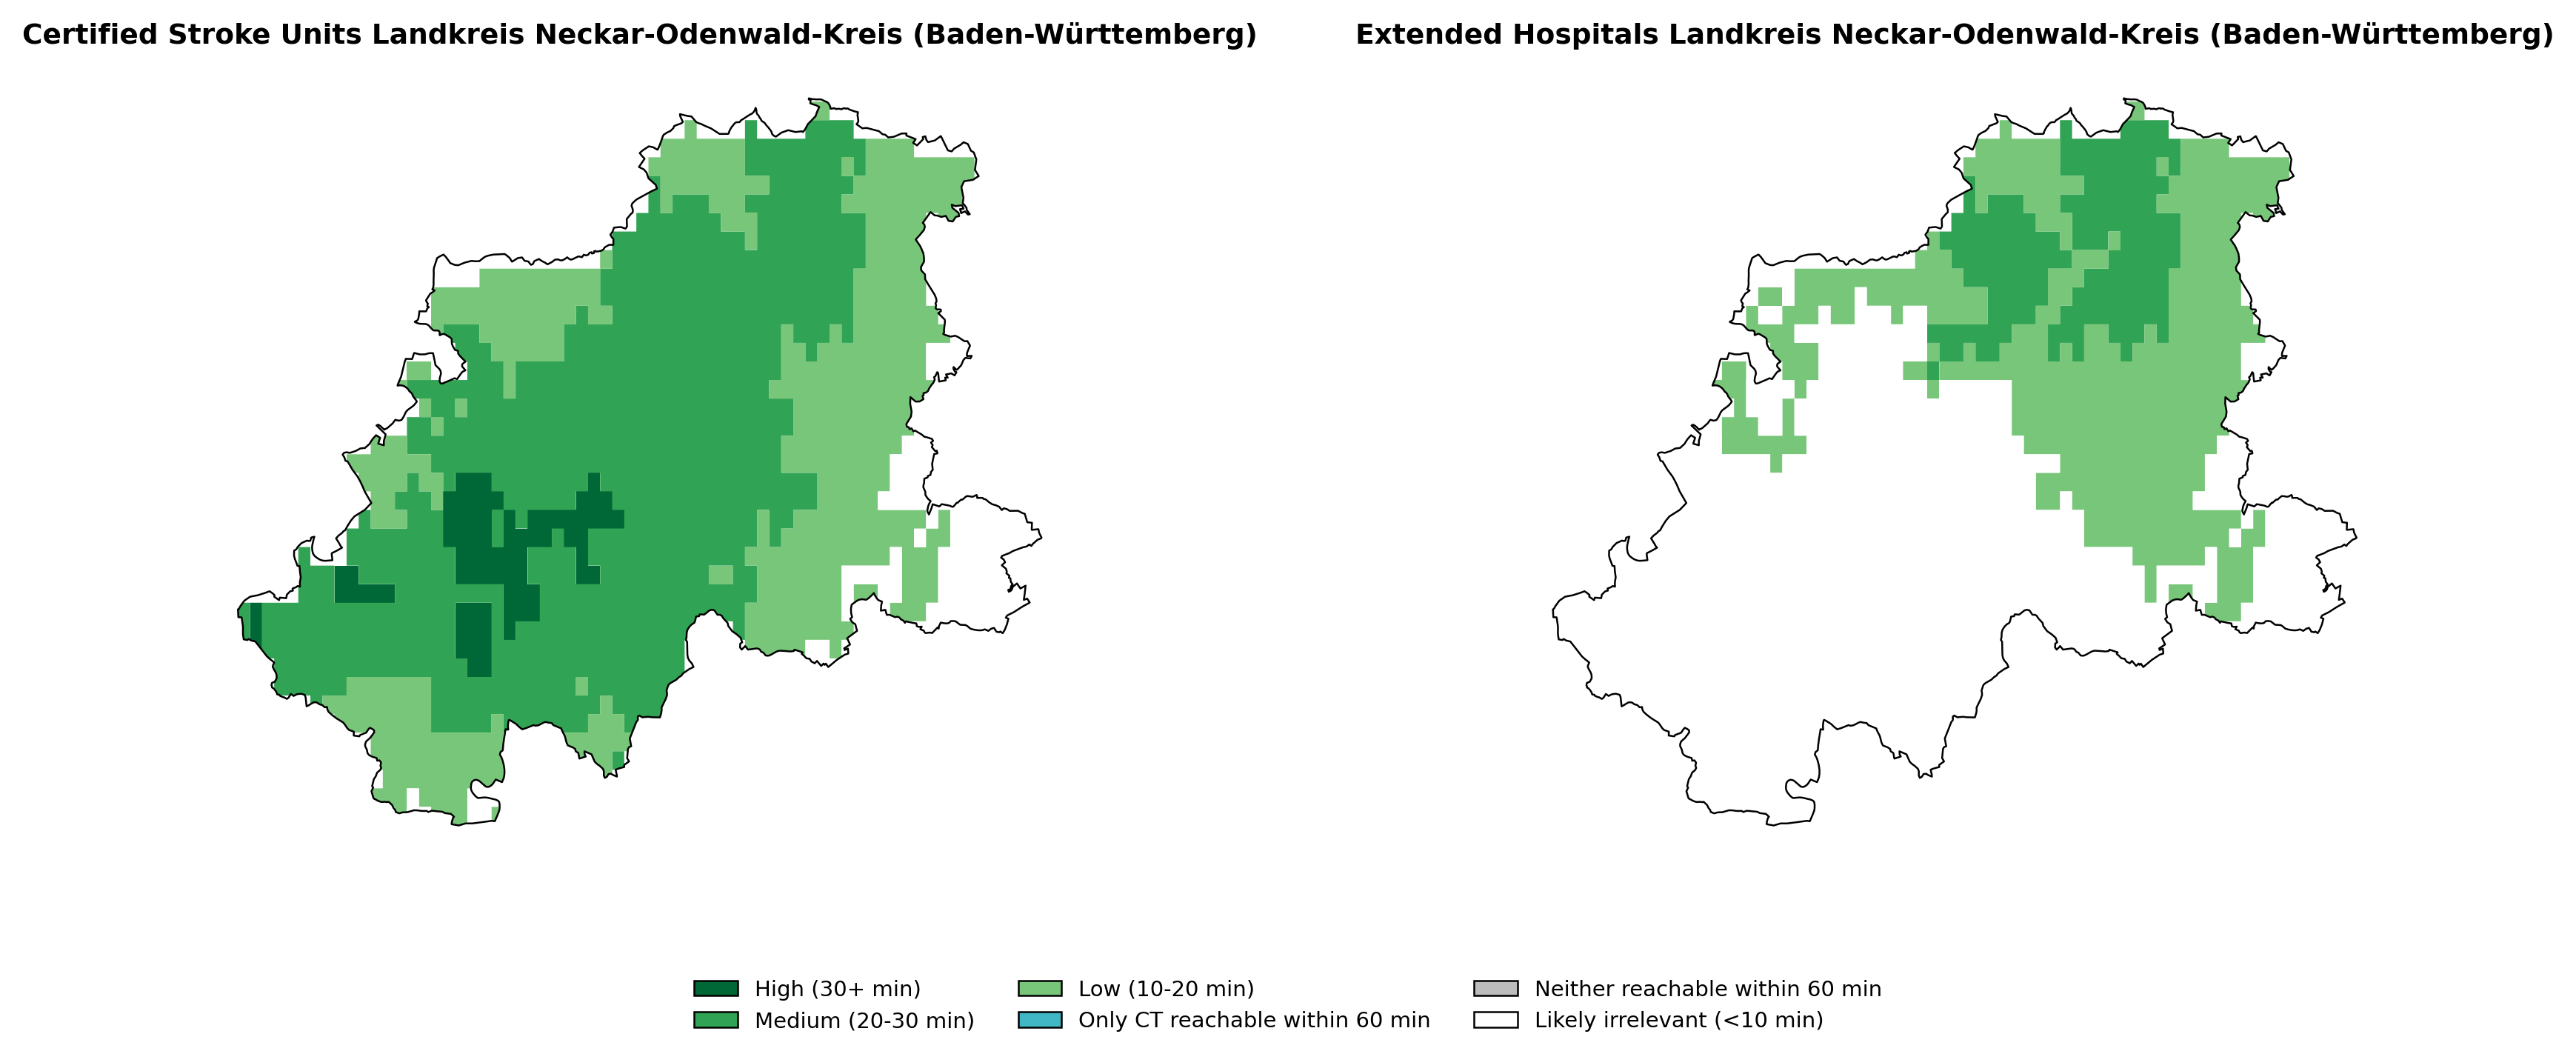 Certified Stroke Units Landkreis Neckar-Odenwald-Kreis (Baden-Württemberg)
Extended Hospitals Landkreis Neckar-Odenwald-Kreis (Baden-Württemberg)
High (30+ min)
Medium (20-30 min)
Low (10-20 min)
Only CT reachable within 60 min
Neither reachable within 60 min
Likely irrelevant (<10 min)